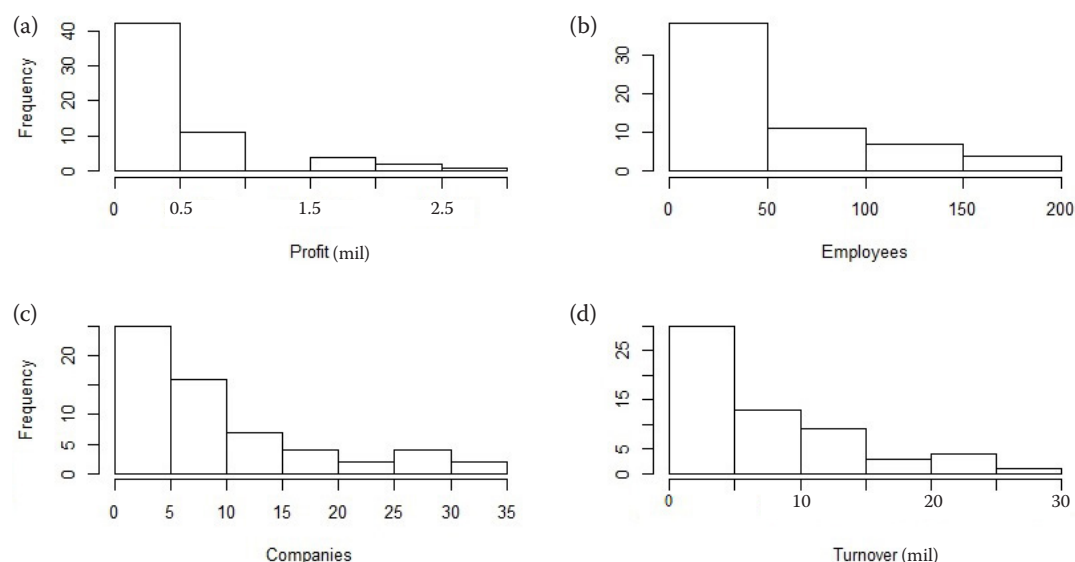 (a)
Frequency
40
30
20
10
0
0 0.5 1.5 2.5
Profit (mil)
(b)
30
20
10
0
0 50 100 150 200
Employees
(c)
Frequency
20
10
5
0
0 5 10 15 20 25 30 35
Companies
(d)
25
15
5
0
0 10 20 30
Turnover (mil)